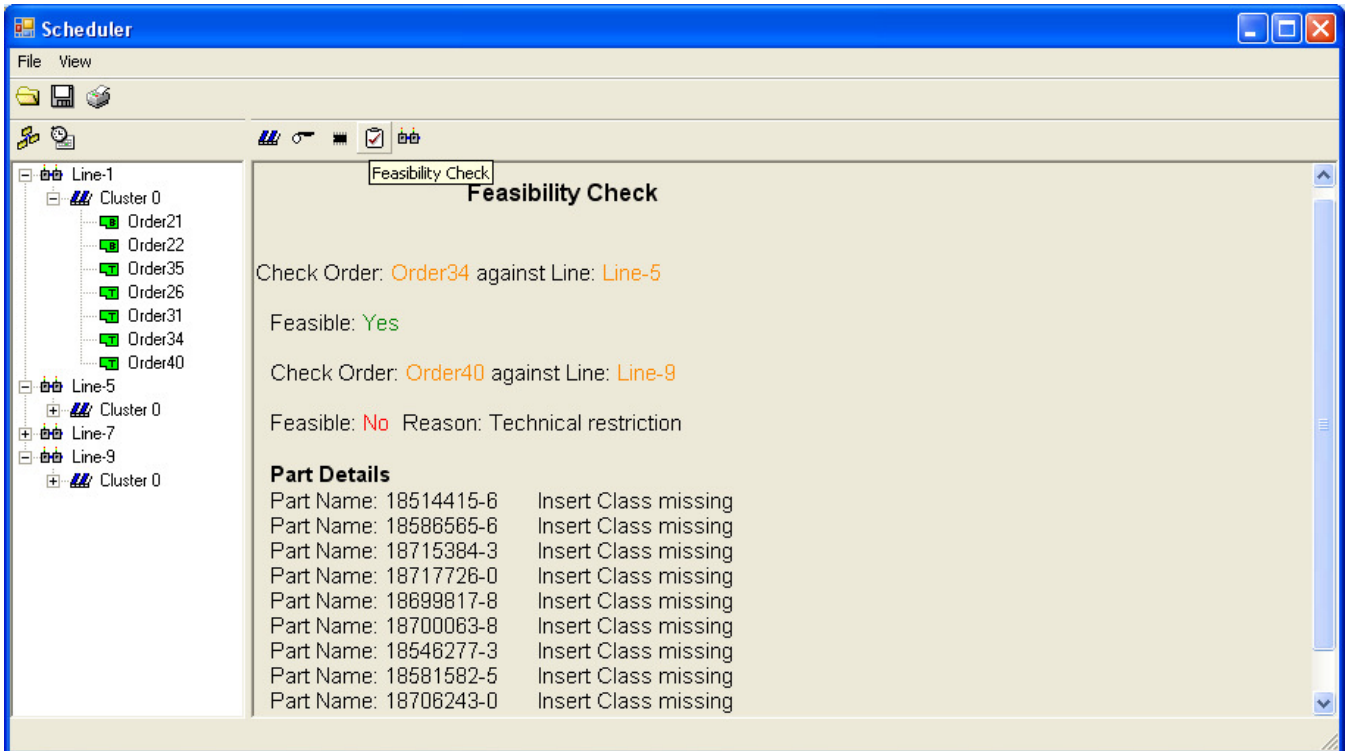 Scheduler
File View
Line-1
Cluster 0
B Order21
B Order22
T Order35
T Order26
T Order31
T Order34
T Order40
Line-5
Cluster 0
Line-7
Line-9
Cluster 0
Feasibility Check
Feasibility Check
Check Order: Order34 against Line: Line-5
Feasible: Yes
Check Order: Order40 against Line: Line-9
Feasible: No Reason: Technical restriction
Part Details
Part Name: 18514415-6 Insert Class missing
Part Name: 18586565-6 Insert Class missing
Part Name: 18715384-3 Insert Class missing
Part Name: 18717726-0 Insert Class missing
Part Name: 18699817-8 Insert Class missing
Part Name: 18700063-8 Insert Class missing
Part Name: 18546277-3 Insert Class missing
Part Name: 18581582-5 Insert Class missing
Part Name: 18706243-0 Insert Class missing